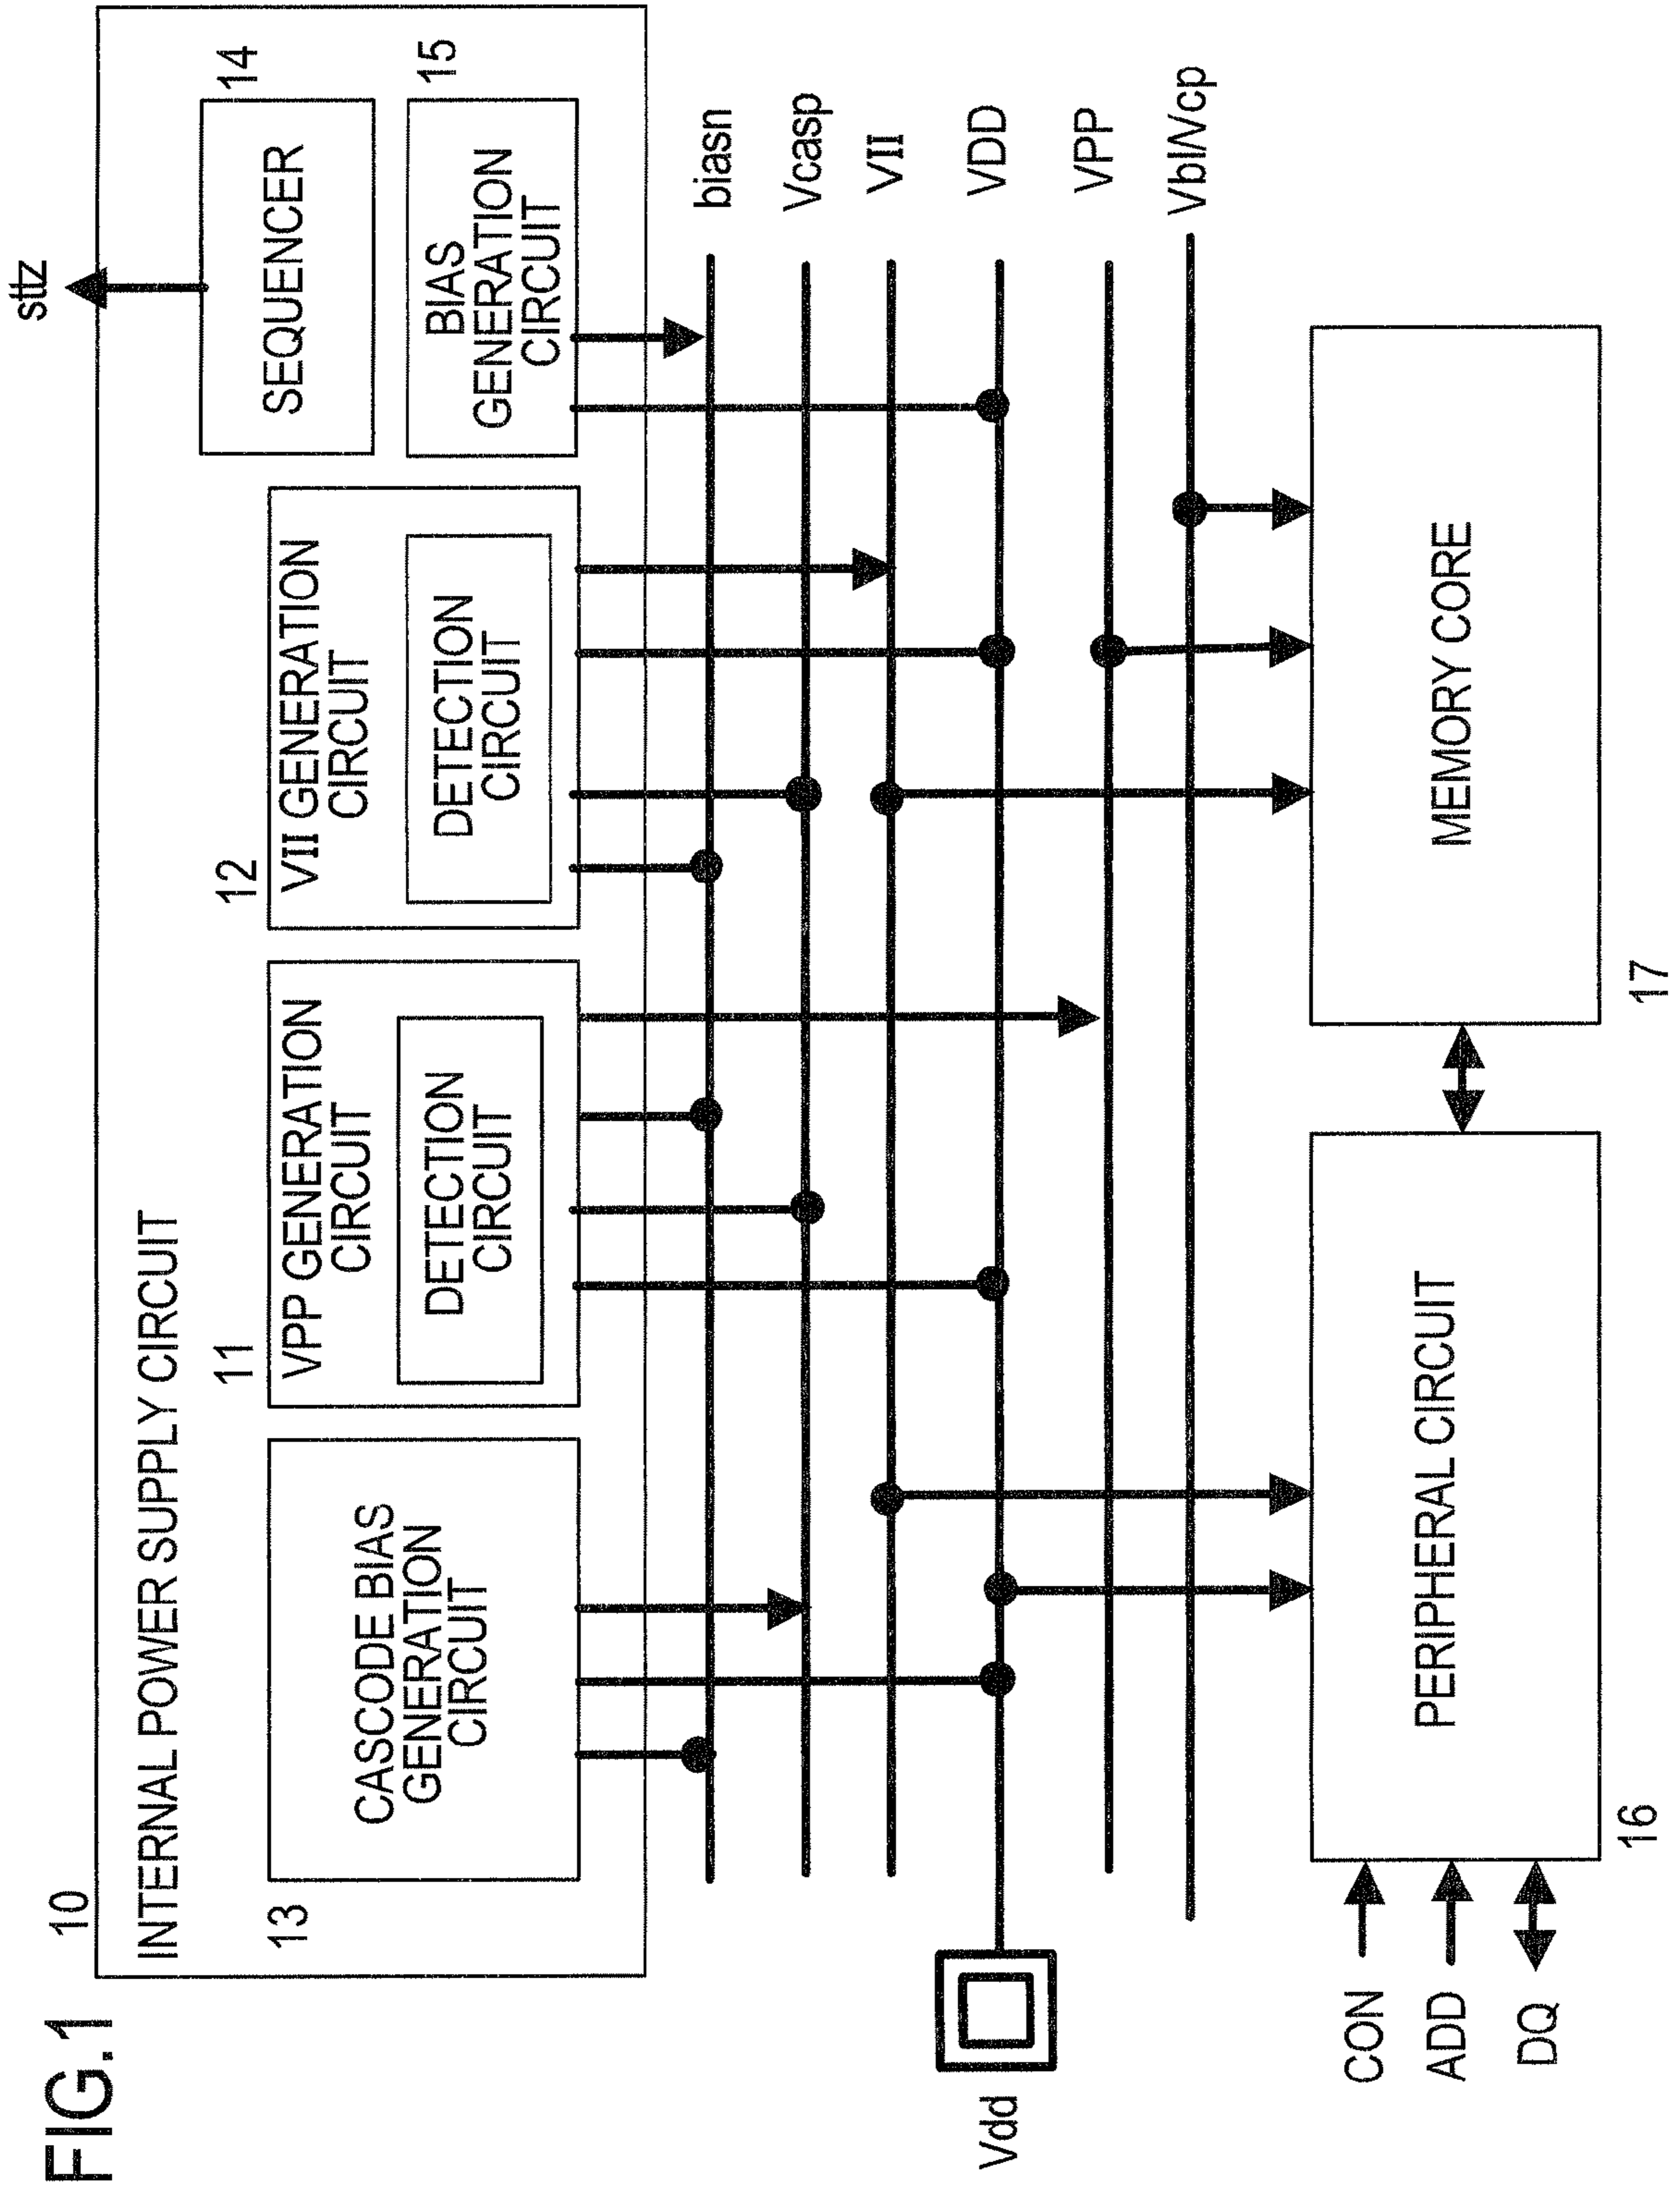 FIG.1
10
INTERNAL POWER SUPPLY CIRCUIT
sttz
14
SEQUENCER
13
CASCODE BIAS
GENERATION
CIRCUIT
11
VPP GENERATION
CIRCUIT
DETECTION
CIRCUIT
12
VII GENERATION
CIRCUIT
DETECTION
CIRCUIT
15
BIAS
GENERATION
CIRCUIT
biasn
Vcasp
VII
Vdd
VDD
VPP
Vbl/Vcp
CON
ADD
DQ
PERIPHERAL CIRCUIT
16
MEMORY CORE
17